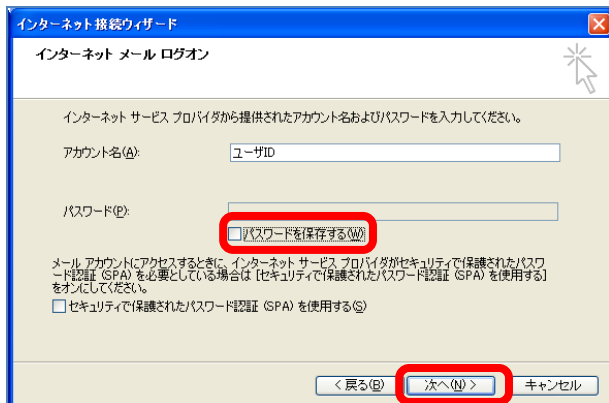 インターネット接続ウィザード
インターネット メール ログオン
インターネット サービス プロバイダから提供されたアカウント名およびパスワードを入力してください。
アカウント名(A):
ユーザID
パスワード(P):
パスワードを保存する(W)
メール アカウントにアクセスするときに、インターネット サービス プロバイダがセキュリティで保護されたパスワ
ード認証 (SPA) を必要としている場合は [セキュリティで保護されたパスワード認証 (SPA) を使用する]
をオンにしてください。
セキュリティで保護されたパスワード認証 (SPA) を使用する(S)
< 戻る(B)
次へ(N) >
キャンセル